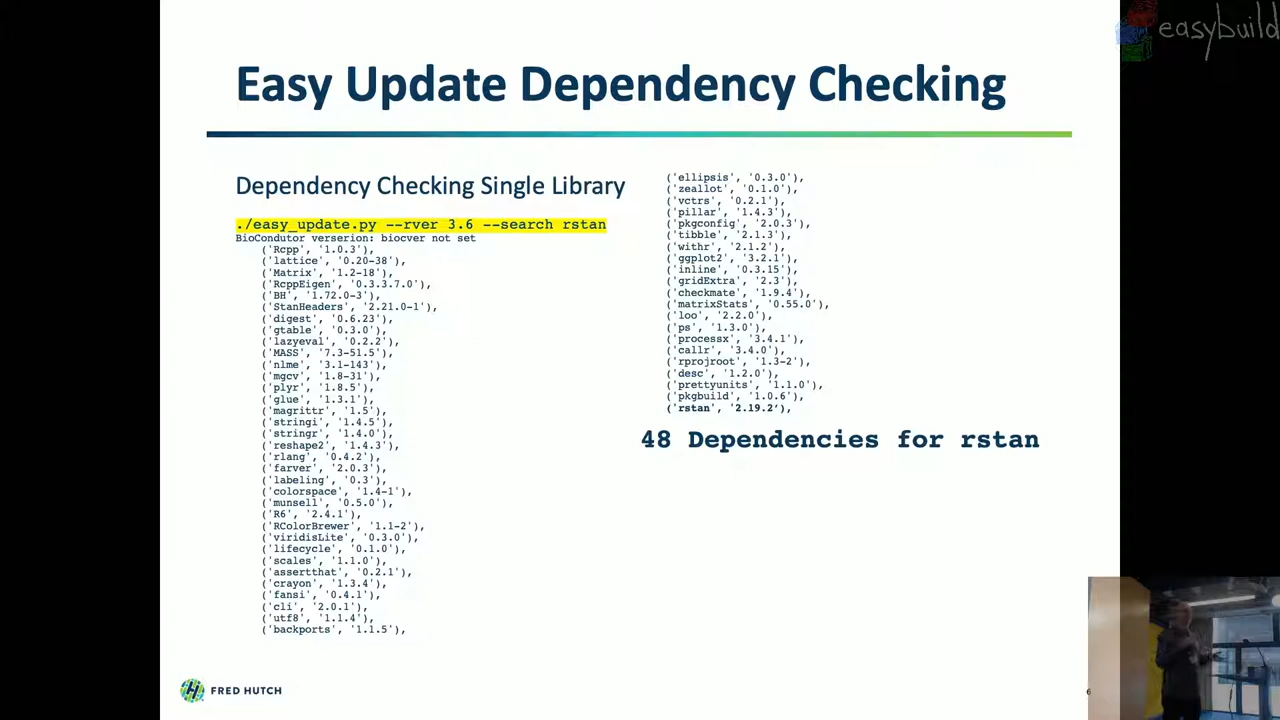 easybuild
Easy Update Dependency Checking
Dependency Checking Single Library
./easy_update.py --rver 3.6 --search rstan
BioCondutor verserion: biocver not set
('Rcpp', '1.0.3'),
('lattice', '0.20-38'),
('Matrix', '1.2-18'),
('RcppEigen', '0.3.3.7.0'),
('BH', '1.72.0-3'),
('StanHeaders', '2.21.0-1'),
('digest', '0.6.23'),
('gtable', '0.3.0'),
('lazyeval', '0.2.2'),
('MASS', '7.3-51.5'),
('nlme', '3.1-143'),
('mgcv', '1.8-31'),
('plyr', '1.8.5'),
('glue', '1.3.1'),
('magrittr', '1.5'),
('stringi', '1.4.5'),
('stringr', '1.4.0'),
('reshape2', '1.4.3'),
('rlang', '0.4.2'),
('farver', '2.0.3'),
('labeling', '0.3'),
('colorspace', '1.4-1'),
('munsell', '0.5.0'),
('R6', '2.4.1'),
('RColorBrewer', '1.1-2'),
('viridisLite', '0.3.0'),
('lifecycle', '0.1.0'),
('scales', '1.1.0'),
('assertthat', '0.2.1'),
('crayon', '1.3.4'),
('fansi', '0.4.1'),
('cli', '2.0.1'),
('utf8', '1.1.4'),
('backports', '1.1.5'),
('ellipsis', '0.3.0'),
('zeallot', '0.1.0'),
('vctrs', '0.2.1'),
('pillar', '1.4.3'),
('pkgconfig', '2.0.3'),
('tibble', '2.1.3'),
('withr', '2.1.2'),
('ggplot2', '3.2.1'),
('inline', '0.3.15'),
('gridExtra', '2.3'),
('checkmate', '1.9.4'),
('matrixStats', '0.55.0'),
('loo', '2.2.0'),
('ps', '1.3.0'),
('processx', '3.4.1'),
('callr', '3.4.0'),
('rprojroot', '1.3-2'),
('desc', '1.2.0'),
('prettyunits', '1.1.0'),
('pkgbuild', '1.0.6'),
('rstan', '2.19.2'),
48 Dependencies for rstan
FRED HUTCH
6